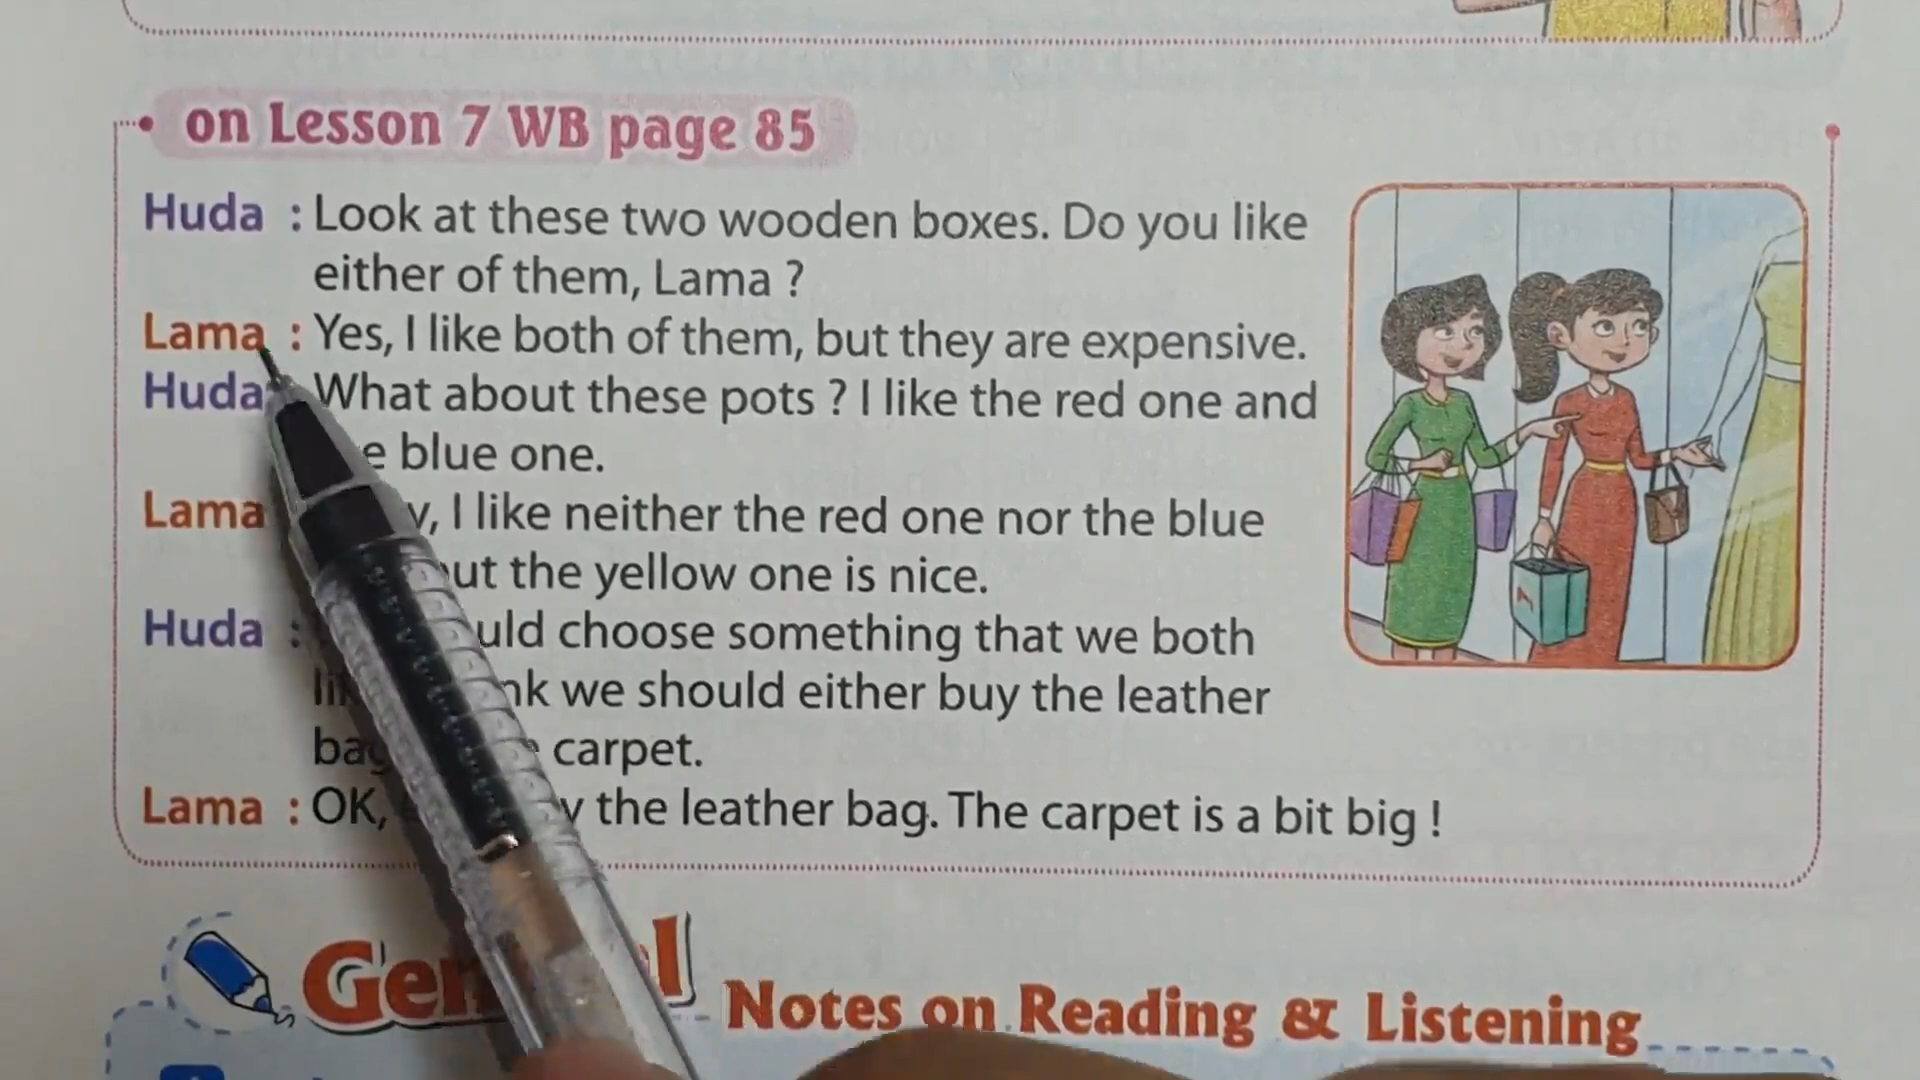 on Lesson 7 WB page 85
Huda : Look at these two wooden boxes. Do you like
either of them, Lama ?
Lama : Yes, I like both of them, but they are expensive.
Huda What about these pots ? I like the red one and
blue one.
Lama I like neither the red one nor the blue
the yellow one is nice.
Huda : choose something that we both
we should either buy the leather
carpet.
Lama : OK, the leather bag. The carpet is a bit big !
Notes on Reading & Listening